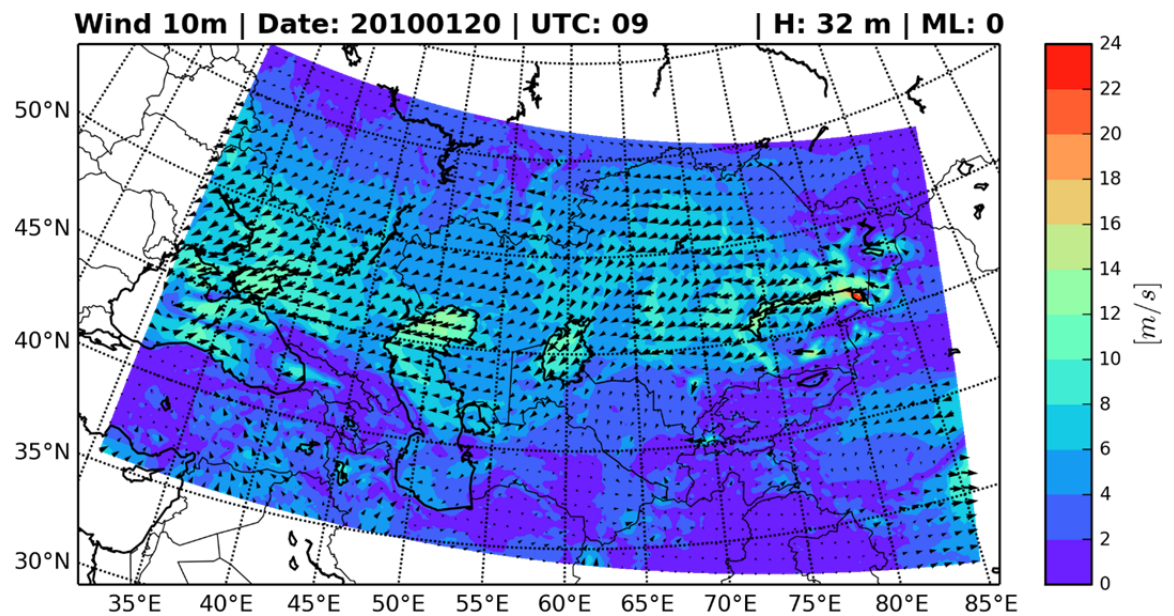 Wind 10m | Date: 20100120 | UTC: 09 | H: 32 m | ML: 0
24
22
20
18
16
14
12
10
8
6
4
2
0
[m/s]
50°N
45°N
40°N
35°N
30°N
35°E 40°E 45°E 50°E 55°E 60°E 65°E 70°E 75°E 80°E 85°E